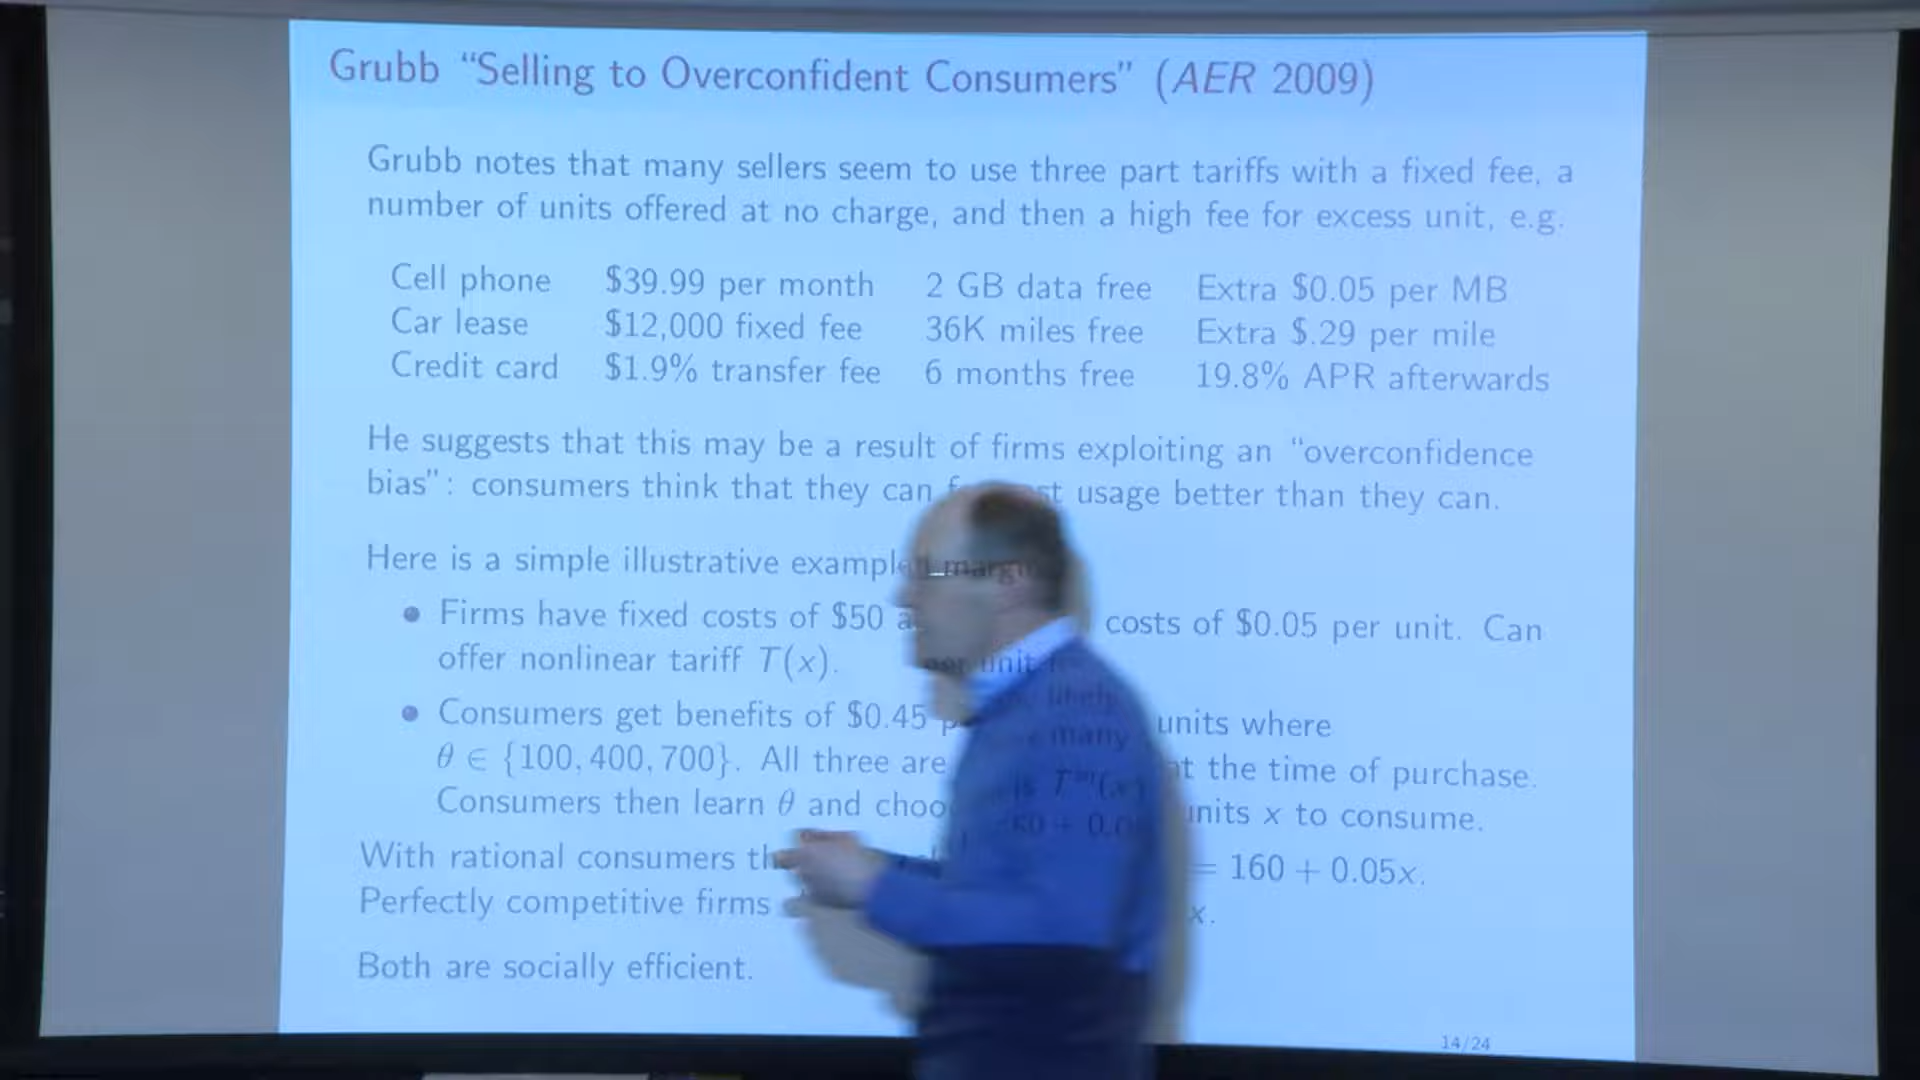 Grubb “Selling to Overconfident Consumers” (AER 2009)
Grubb notes that many sellers seem to use three part tariffs with a fixed fee, a
number of units offered at no charge, and then a high fee for excess unit, e.g.
Cell phone $39.99 per month 2 GB data free Extra $0.05 per MB
Car lease $12,000 fixed fee 36K miles free Extra $.29 per mile
Credit card $1.9% transfer fee 6 months free 19.8% APR afterwards
He suggests that this may be a result of firms exploiting an “overconfidence
bias”: consumers think that they can usage better than they can.
Here is a simple illustrative example
• Firms have fixed costs of $50 costs of $0.05 per unit. Can
offer nonlinear tariff T(x).
• Consumers get benefits of $0.45 units where
θ ∈ {100, 400, 700}. All three are likely at the time of purchase.
Consumers then learn θ and choose many units x to consume.
With rational consumers = 160 + 0.05x.
Perfectly competitive firms x.
Both are socially efficient.
14/24